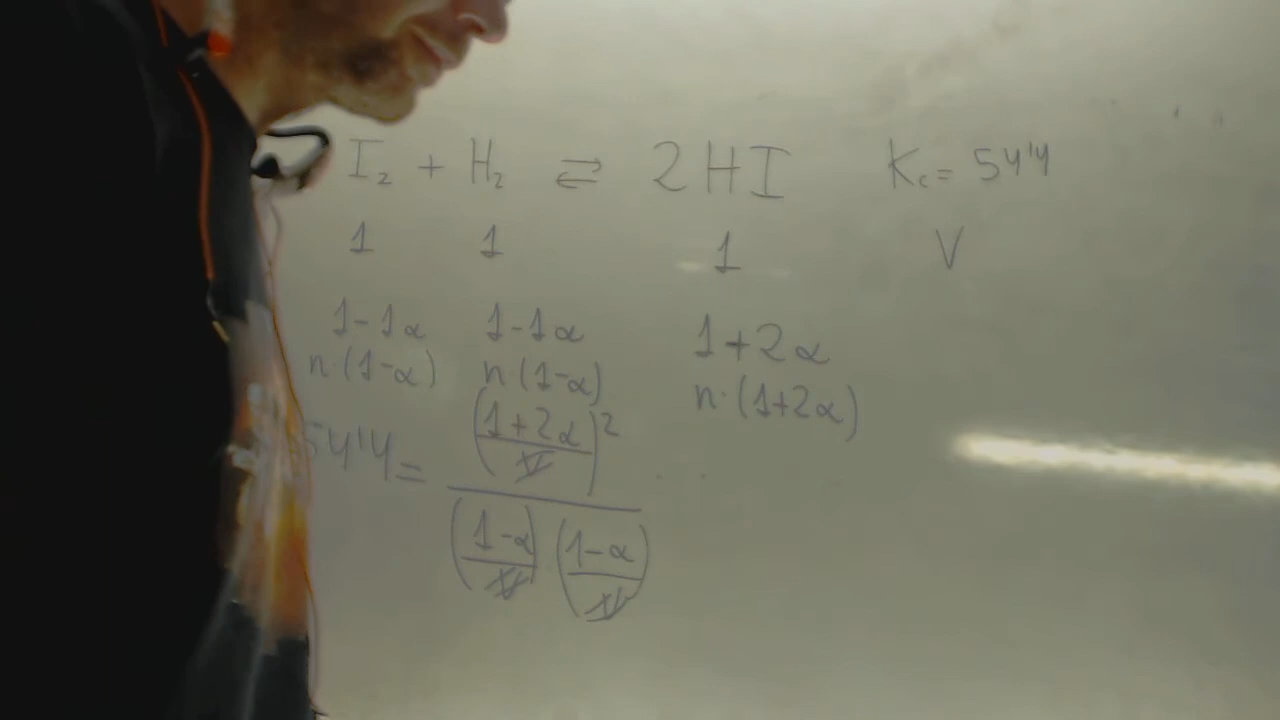 I₂ + H₂ ⇄ 2HI Kc = 54'4
1 1 1 V
1-1α 1-1α 1+2α
n·(1-α) n·(1-α) n·(1+2α)
54'4 = ((1+2α)/V)² / ((1-α)/V) ((1-α)/V)